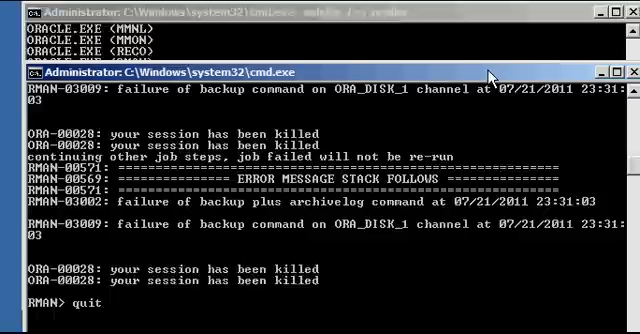 Administrator: C:\Windows\system32\cmd.exe
ORACLE.EXE (MMNL)
ORACLE.EXE (MMON)
ORACLE.EXE (RECO)
Administrator: C:\Windows\system32\cmd.exe
RMAN-03009: failure of backup command on ORA_DISK_1 channel at 07/21/2011 23:31:
03
ORA-00028: your session has been killed
ORA-00028: your session has been killed
continuing other job steps, job failed will not be re-run
RMAN-00571: ===========================================================
RMAN-00569: =============== ERROR MESSAGE STACK FOLLOWS ===============
RMAN-00571: ===========================================================
RMAN-03002: failure of backup plus archivelog command at 07/21/2011 23:31:03
RMAN-03009: failure of backup command on ORA_DISK_1 channel at 07/21/2011 23:31:
03
ORA-00028: your session has been killed
ORA-00028: your session has been killed
RMAN> quit